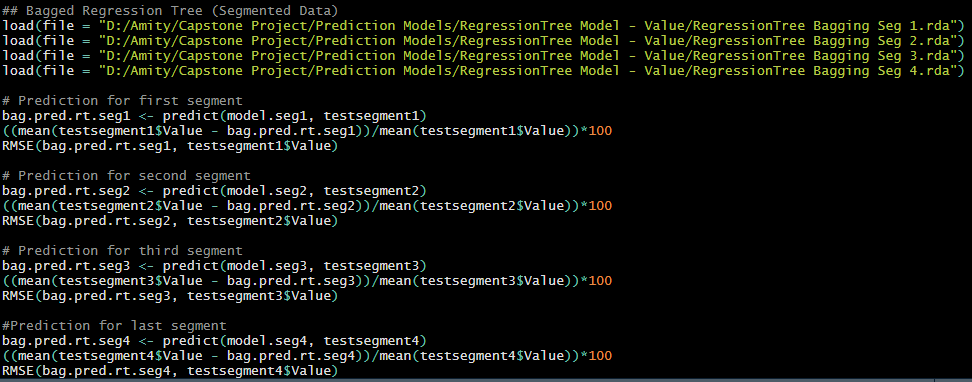 ## Bagged Regression Tree (Segmented Data)
load(file = "D:/Amity/Capstone Project/Prediction Models/RegressionTree Model - Value/RegressionTree Bagging Seg 1.rda")
load(file = "D:/Amity/Capstone Project/Prediction Models/RegressionTree Model - Value/RegressionTree Bagging Seg 2.rda")
load(file = "D:/Amity/Capstone Project/Prediction Models/RegressionTree Model - Value/RegressionTree Bagging Seg 3.rda")
load(file = "D:/Amity/Capstone Project/Prediction Models/RegressionTree Model - Value/RegressionTree Bagging Seg 4.rda")
# Prediction for first segment
bag.pred.rt.seg1 <- predict(model.seg1, testsegment1)
((mean(testsegment1$Value - bag.pred.rt.seg1))/mean(testsegment1$Value))*100
RMSE(bag.pred.rt.seg1, testsegment1$Value)
# Prediction for second segment
bag.pred.rt.seg2 <- predict(model.seg2, testsegment2)
((mean(testsegment2$Value - bag.pred.rt.seg2))/mean(testsegment2$Value))*100
RMSE(bag.pred.rt.seg2, testsegment2$Value)
# Prediction for third segment
bag.pred.rt.seg3 <- predict(model.seg3, testsegment3)
((mean(testsegment3$Value - bag.pred.rt.seg3))/mean(testsegment3$Value))*100
RMSE(bag.pred.rt.seg3, testsegment3$Value)
#Prediction for last segment
bag.pred.rt.seg4 <- predict(model.seg4, testsegment4)
((mean(testsegment4$Value - bag.pred.rt.seg4))/mean(testsegment4$Value))*100
RMSE(bag.pred.rt.seg4, testsegment4$Value)